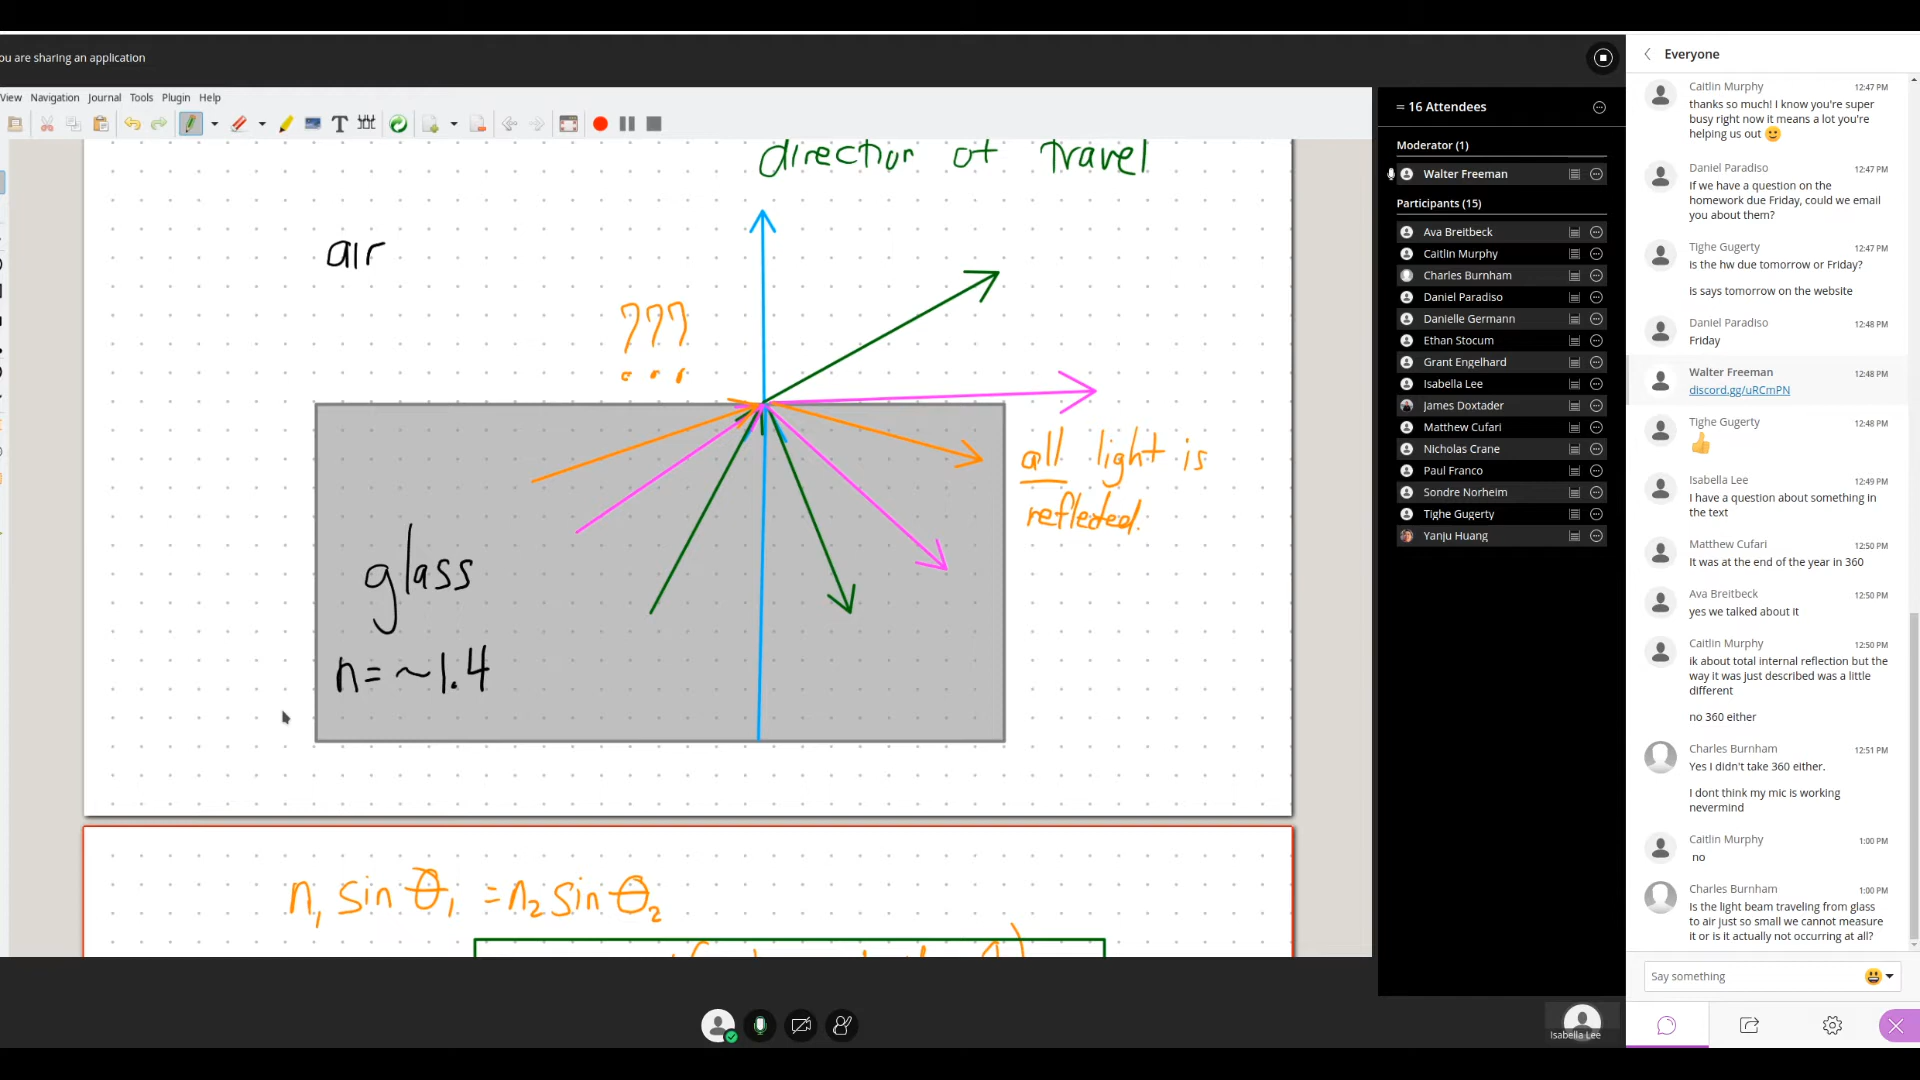 ou are sharing an application
View Navigation Journal Tools Plugin Help
direction of travel
air
???
all light is
reflected.
glass
n=~1.4
n₁ sin θ₁ = n₂ sin θ₂
16 Attendees
Moderator (1)
Walter Freeman
Participants (15)
Ava Breitbeck
Caitlin Murphy
Charles Burnham
Daniel Paradiso
Danielle Germann
Ethan Stocum
Grant Engelhard
Isabella Lee
James Doxtader
Matthew Cufari
Nicholas Crane
Paul Franco
Sondre Norheim
Tighe Gugerty
Yanju Huang
Isabella Lee
Everyone
Caitlin Murphy 12:47 PM
thanks so much! I know you're super
busy right now it means a lot you're
helping us out 🙂
Daniel Paradiso 12:47 PM
If we have a question on the
homework due Friday, could we email
you about them?
Tighe Gugerty 12:47 PM
is the hw due tomorrow or Friday?
is says tomorrow on the website
Daniel Paradiso 12:48 PM
Friday
Walter Freeman 12:48 PM
discord.gg/uRCmPN
Tighe Gugerty 12:48 PM
👍
Isabella Lee 12:49 PM
I have a question about something in
the text
Matthew Cufari 12:50 PM
It was at the end of the year in 360
Ava Breitbeck 12:50 PM
yes we talked about it
Caitlin Murphy 12:50 PM
ik about total internal reflection but the
way it was just described was a little
different
no 360 either
Charles Burnham 12:51 PM
Yes I didn't take 360 either.
I dont think my mic is working
nevermind
Caitlin Murphy 1:00 PM
no
Charles Burnham 1:00 PM
Is the light beam traveling from glass
to air just so small we cannot measure
it or is it actually not occurring at all?
Say something